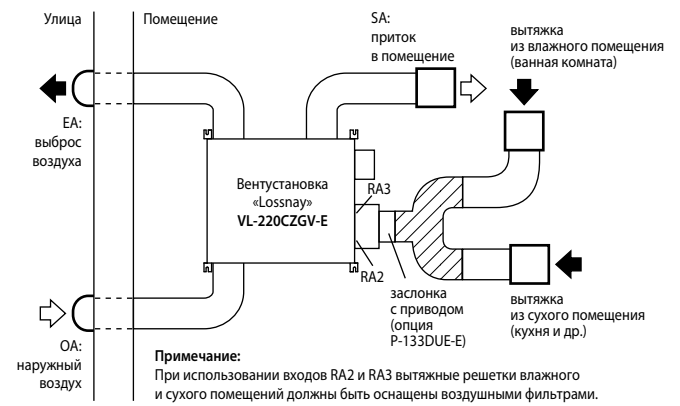 Улица
Помещение
SA:
приток
в помещение
вытяжка
из влажного помещения
(ванная комната)
EA:
выброс
воздуха
Вентустановка
«Lossnay»
VL-220CZGV-E
RA3
RA2
заслонка
с приводом
(опция
P-133DUE-E)
вытяжка
из сухого помещения
(кухня и др.)
OA:
наружный
воздух
Примечание:
При использовании входов RA2 и RA3 вытяжные решетки влажного
и сухого помещений должны быть оснащены воздушными фильтрами.